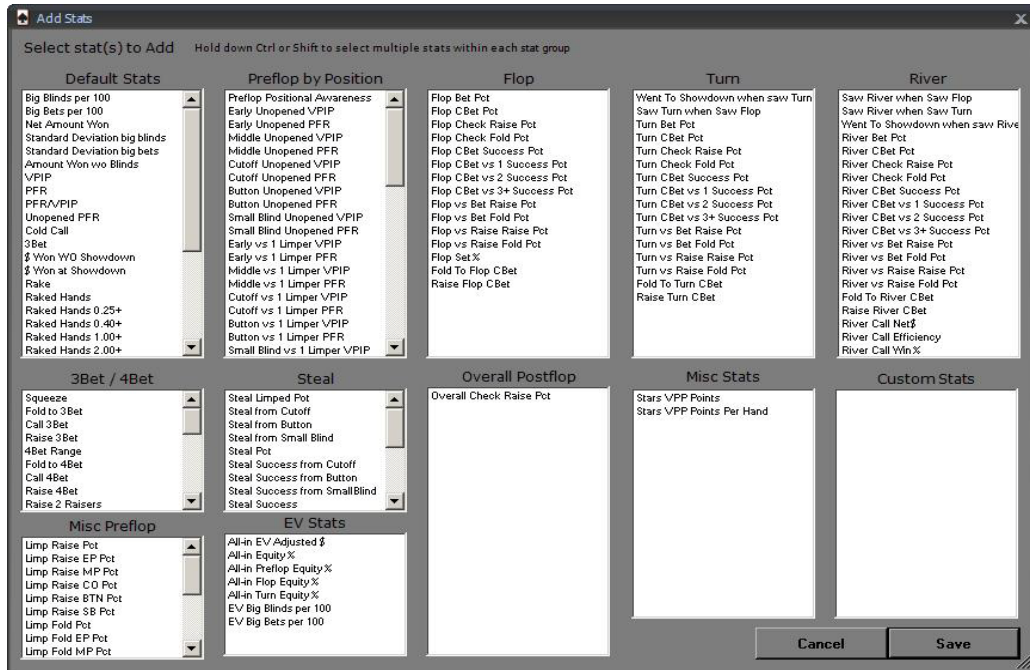 Add Stats
X
Select stat(s) to Add Hold down Ctrl or Shift to select multiple stats within each stat group
Default Stats
Big Blinds per 100
Big Bets per 100
Net Amount Won
Standard Deviation big blinds
Standard Deviation big bets
Amount Won wo Blinds
VPIP
PFR
PFR/VPIP
Unopened PFR
Cold Call
3Bet
$ Won WO Showdown
$ Won at Showdown
Rake
Raked Hands
Raked Hands 0.25+
Raked Hands 0.40+
Raked Hands 1.00+
Raked Hands 2.00+
Preflop by Position
Preflop Positional Awareness
Early Unopened VPIP
Early Unopened PFR
Middle Unopened VPIP
Middle Unopened PFR
Cutoff Unopened VPIP
Cutoff Unopened PFR
Button Unopened VPIP
Button Unopened PFR
Small Blind Unopened VPIP
Small Blind Unopened PFR
Early vs 1 Limper VPIP
Early vs 1 Limper PFR
Middle vs 1 Limper VPIP
Middle vs 1 Limper PFR
Cutoff vs 1 Limper VPIP
Cutoff vs 1 Limper PFR
Button vs 1 Limper VPIP
Button vs 1 Limper PFR
Small Blind vs 1 Limper VPIP
Flop
Flop Bet Pct
Flop CBet Pct
Flop Check Raise Pct
Flop Check Fold Pct
Flop CBet Success Pct
Flop CBet vs 1 Success Pct
Flop CBet vs 2 Success Pct
Flop CBet vs 3+ Success Pct
Flop vs Bet Raise Pct
Flop vs Bet Fold Pct
Flop vs Raise Raise Pct
Flop vs Raise Fold Pct
Flop Set%
Fold To Flop CBet
Raise Flop CBet
Turn
Went To Showdown when saw Turn
Saw Turn when Saw Flop
Turn Bet Pct
Turn CBet Pct
Turn Check Raise Pct
Turn Check Fold Pct
Turn CBet Success Pct
Turn CBet vs 1 Success Pct
Turn CBet vs 2 Success Pct
Turn CBet vs 3+ Success Pct
Turn vs Bet Raise Pct
Turn vs Bet Fold Pct
Turn vs Raise Raise Pct
Turn vs Raise Fold Pct
Fold To Turn CBet
Raise Turn CBet
River
Saw River when Saw Flop
Saw River when Saw Turn
Went To Showdown when saw Rive
River Bet Pct
River CBet Pct
River Check Raise Pct
River Check Fold Pct
River CBet Success Pct
River CBet vs 1 Success Pct
River CBet vs 2 Success Pct
River CBet vs 3+ Success Pct
River vs Bet Raise Pct
River vs Bet Fold Pct
River vs Raise Raise Pct
River vs Raise Fold Pct
Fold To River CBet
Raise River CBet
River Call Net$
River Call Efficiency
River Call Win%
3Bet / 4Bet
Squeeze
Fold to 3Bet
Call 3Bet
Raise 3Bet
4Bet Range
Fold to 4Bet
Call 4Bet
Raise 4Bet
Raise 2 Raisers
Steal
Steal Limped Pot
Steal from Cutoff
Steal from Button
Steal from Small Blind
Steal Pct
Steal Success from Cutoff
Steal Success from Button
Steal Success from SmallBlind
Steal Success
Overall Postflop
Overall Check Raise Pct
Misc Stats
Stars VPP Points
Stars VPP Points Per Hand
Custom Stats
Misc Preflop
Limp Raise Pct
Limp Raise EP Pct
Limp Raise MP Pct
Limp Raise CO Pct
Limp Raise BTN Pct
Limp Raise SB Pct
Limp Fold Pct
Limp Fold EP Pct
Limp Fold MP Pct
EV Stats
All-in EV Adjusted $
All-in Equity%
All-in Preflop Equity%
All-in Flop Equity%
All-in Turn Equity%
EV Big Blinds per 100
EV Big Bets per 100
Cancel
Save